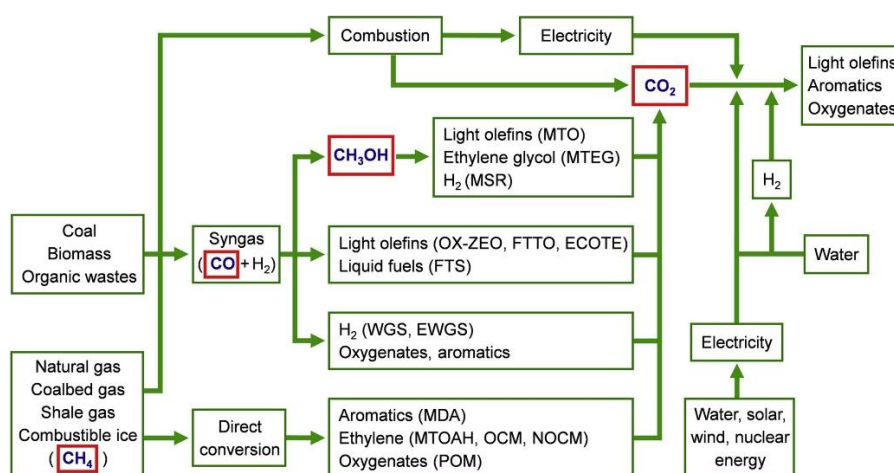 Combustion
Electricity
CO₂
Light olefins
Aromatics
Oxygenates
CH₃OH
Light olefins (MTO)
Ethylene glycol (MTEG)
H₂ (MSR)
H₂
Coal
Biomass
Organic wastes
Syngas
(CO+H₂)
Light olefins (OX-ZEO, FTTO, ECOTE)
Liquid fuels (FTS)
Water
H₂ (WGS, EWGS)
Oxygenates, aromatics
Electricity
Natural gas
Coalbed gas
Shale gas
Combustible ice
(CH₄)
Direct
conversion
Aromatics (MDA)
Ethylene (MTOAH, OCM, NOCM)
Oxygenates (POM)
Water, solar,
wind, nuclear
energy